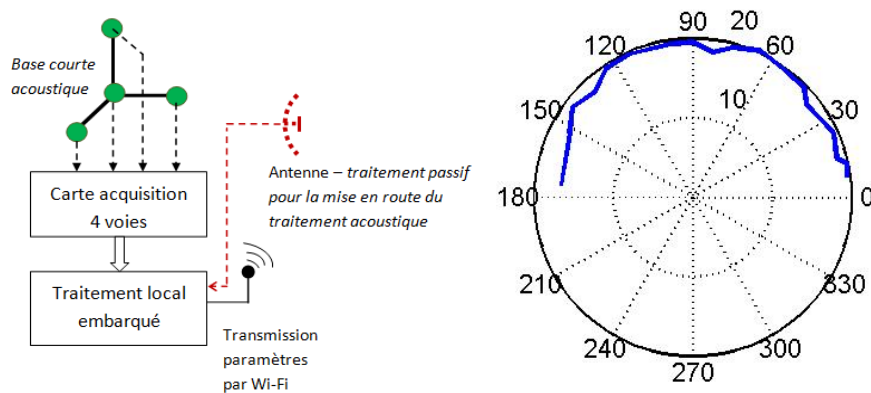 Base courte
acoustique
Carte acquisition
4 voies
Traitement local
embarqué
Antenne – traitement passif
pour la mise en route du
traitement acoustique
Transmission
paramètres
par Wi-Fi
90
20
120
60
10
150
30
180
0
210
330
240
300
270